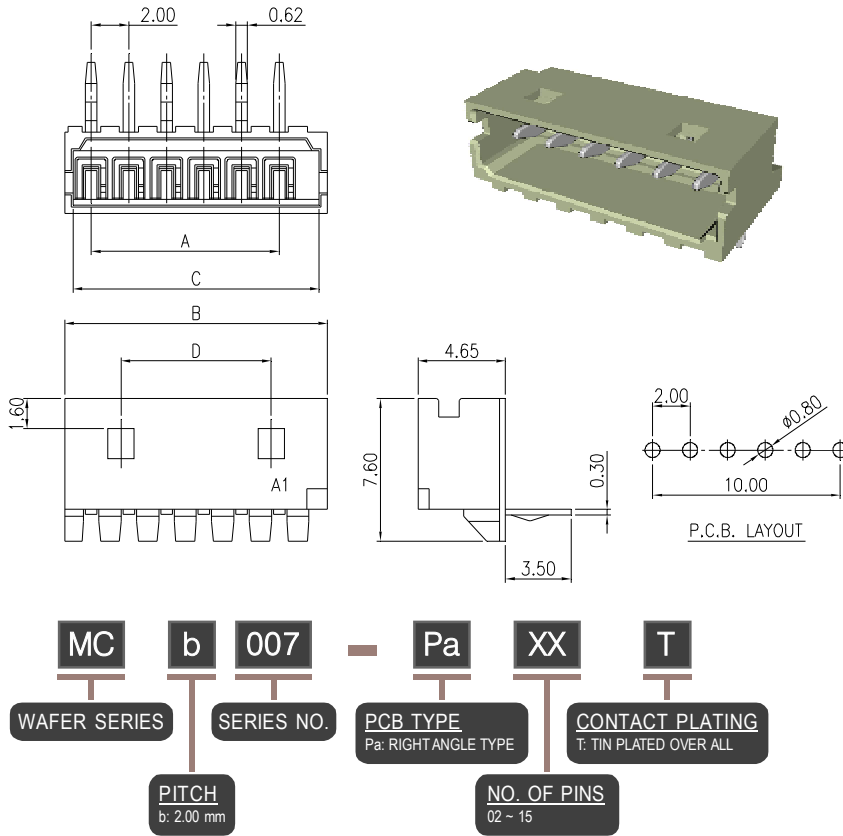 2.00
0.62
A
C
B
D
1.60
A1
4.65
7.60
0.30
3.50
2.00
ø0.80
10.00
P.C.B. LAYOUT
MC b 007 - Pa XX T
WAFER SERIES
SERIES NO.
PCB TYPE
Pa: RIGHT ANGLE TYPE
CONTACT PLATING
T: TIN PLATED OVER ALL
PITCH
b: 2.00 mm
NO. OF PINS
02 ~ 15